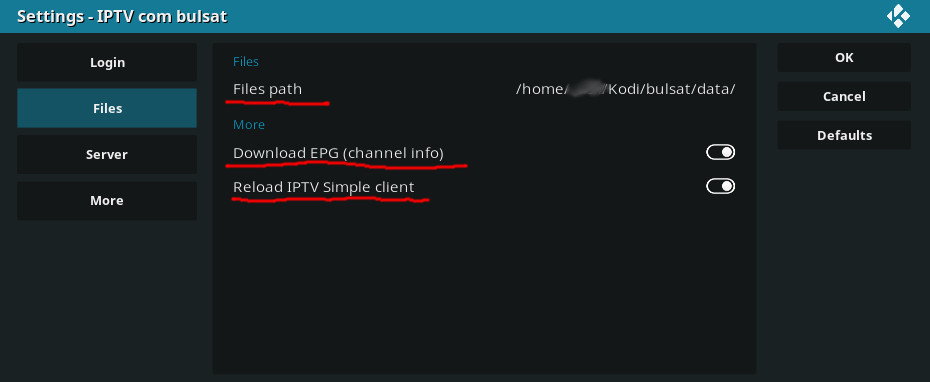 Settings - IPTV com bulsat
Login
Files
Server
More
Files
Files path /home/ /Kodi/bulsat/data/
More
Download EPG (channel info)
Reload IPTV Simple client
OK
Cancel
Defaults